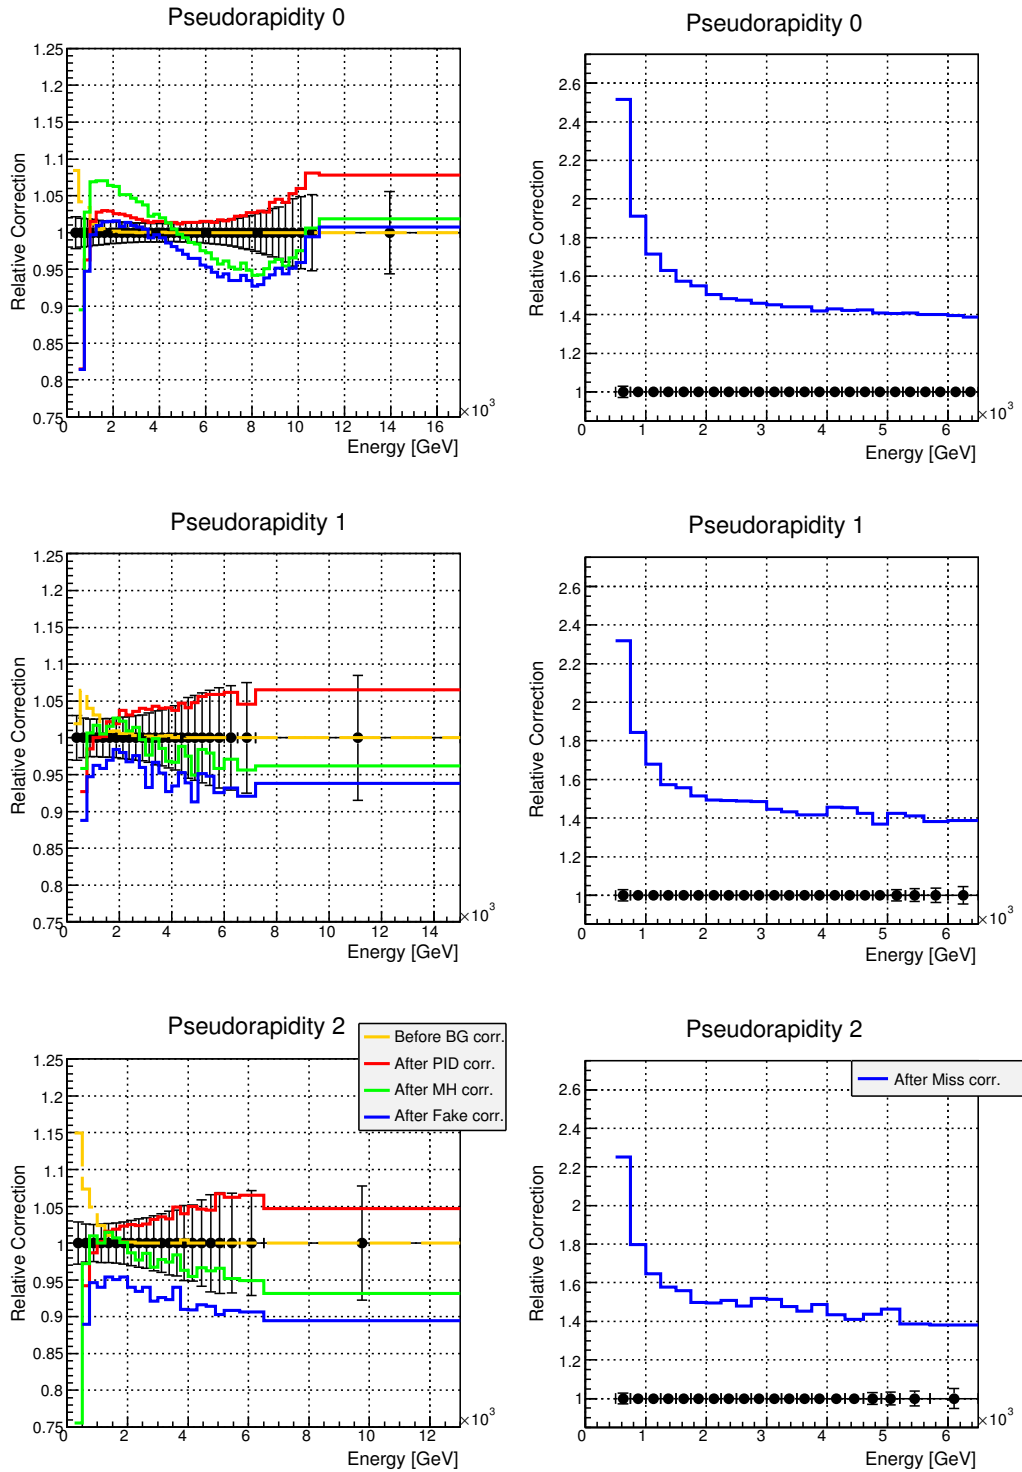 Pseudorapidity 0
Relative Correction
1.25
1.2
1.15
1.1
1.05
1
0.95
0.9
0.85
0.8
0.75
0 2 4 6 8 10 12 14 16
×10³
Energy [GeV]
Pseudorapidity 0
Relative Correction
2.6
2.4
2.2
2
1.8
1.6
1.4
1.2
1
0 1 2 3 4 5 6
×10³
Energy [GeV]
Pseudorapidity 1
Relative Correction
1.25
1.2
1.15
1.1
1.05
1
0.95
0.9
0.85
0.8
0.75
0 2 4 6 8 10 12 14
×10³
Energy [GeV]
Pseudorapidity 1
Relative Correction
2.6
2.4
2.2
2
1.8
1.6
1.4
1.2
1
0 1 2 3 4 5 6
×10³
Energy [GeV]
Pseudorapidity 2
Before BG corr.
After PID corr.
After MH corr.
After Fake corr.
Relative Correction
1.25
1.2
1.15
1.1
1.05
1
0.95
0.9
0.85
0.8
0.75
0 2 4 6 8 10 12
×10³
Energy [GeV]
Pseudorapidity 2
After Miss corr.
Relative Correction
2.6
2.4
2.2
2
1.8
1.6
1.4
1.2
1
0 1 2 3 4 5 6
×10³
Energy [GeV]